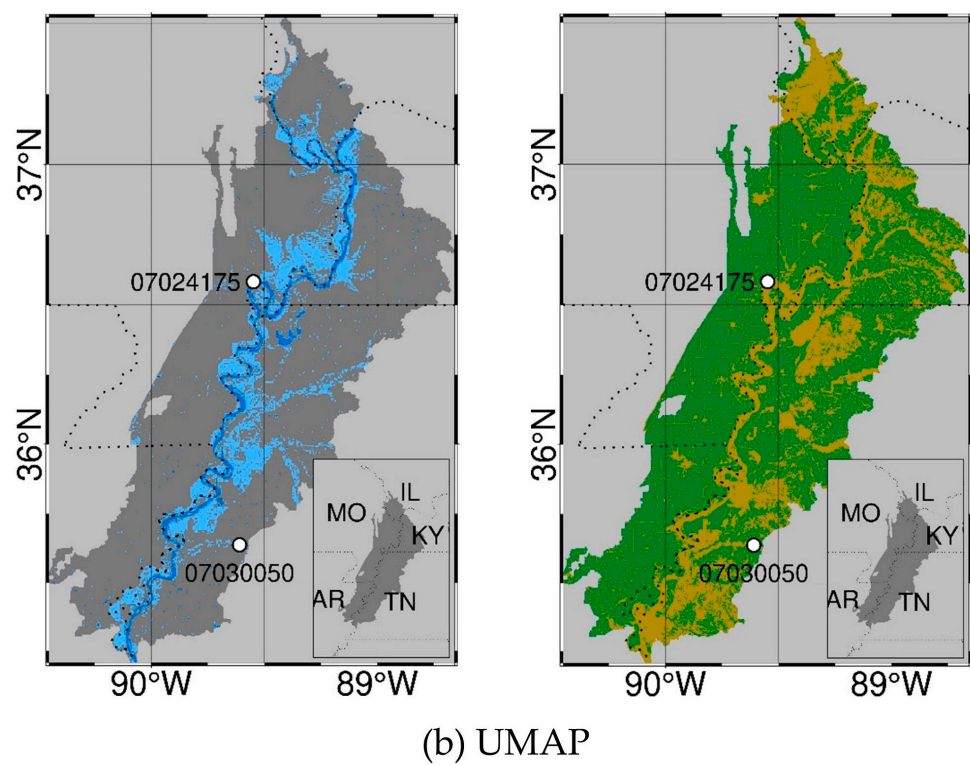 37°N
07024175
36°N
IL
MO
KY
AR
TN
07030050
90°W
89°W
37°N
07024175
36°N
IL
MO
KY
AR
TN
07030050
90°W
89°W
(b) UMAP